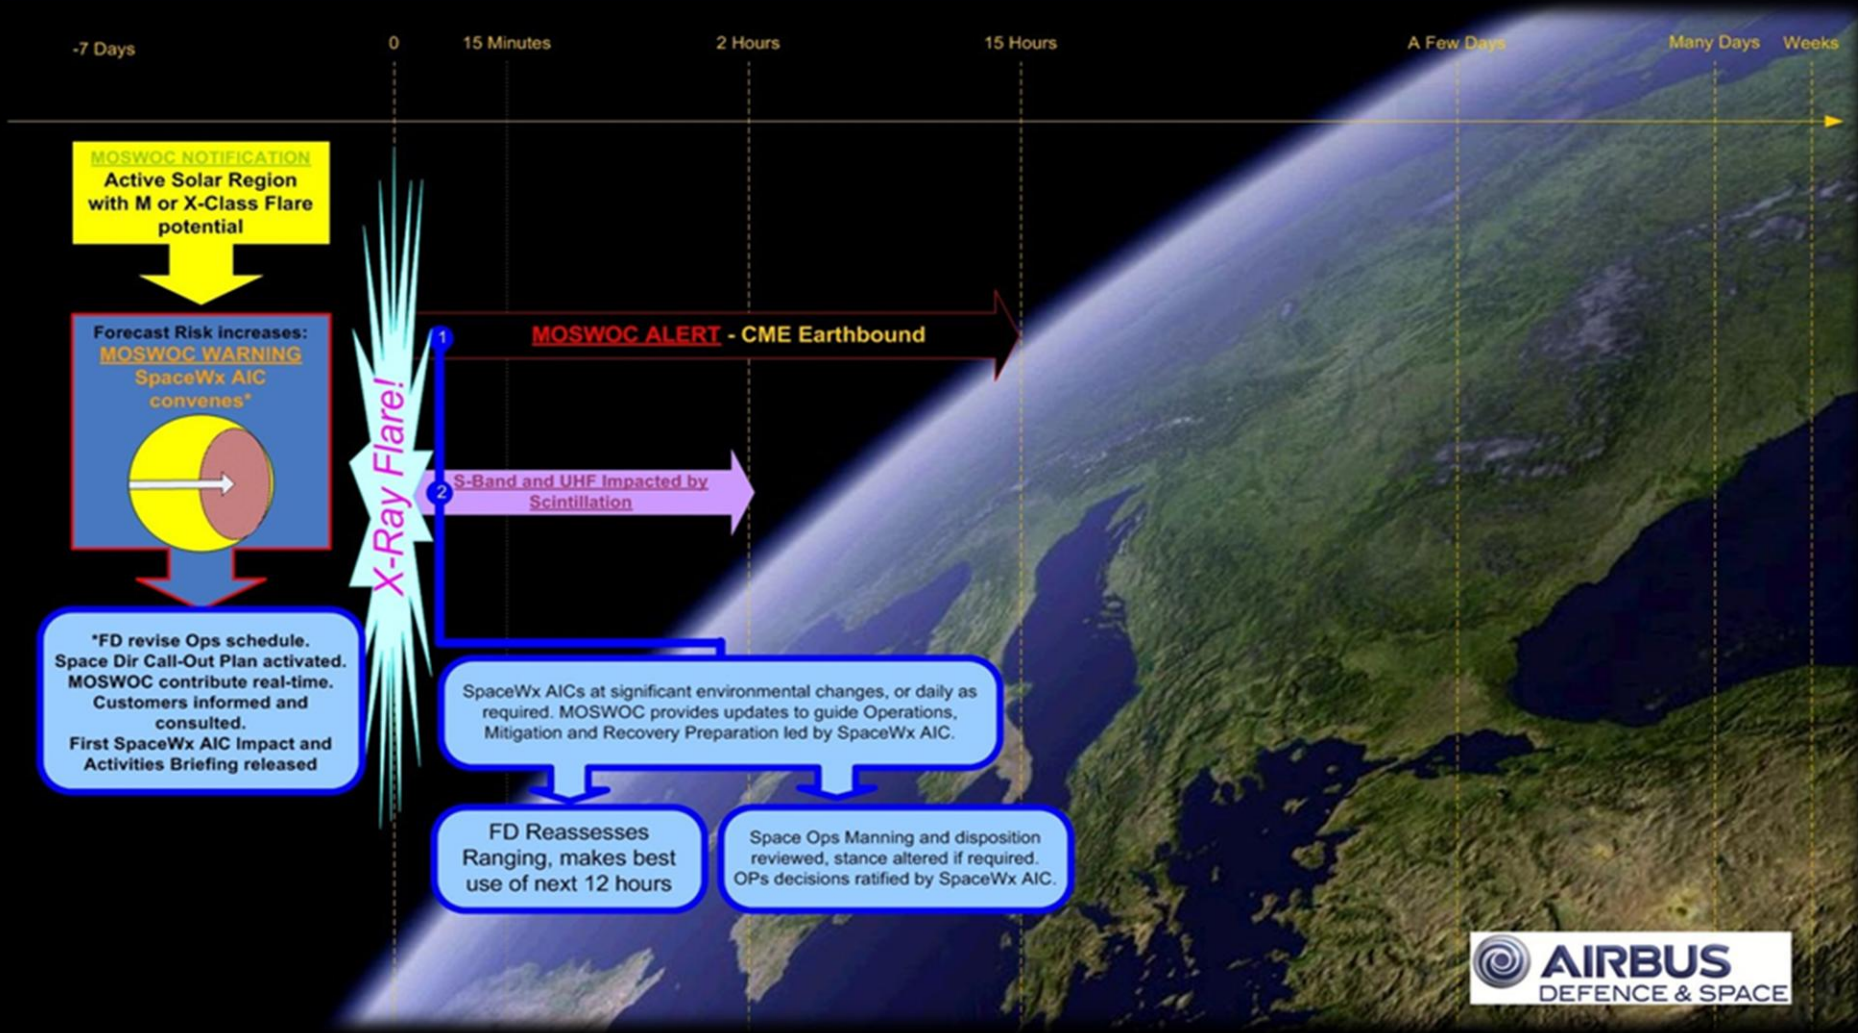 -7 Days
0
15 Minutes
2 Hours
15 Hours
A Few Days
Many Days
Weeks
MOSWOC NOTIFICATION
Active Solar Region
with M or X-Class Flare
potential
Forecast Risk increases:
MOSWOC WARNING
SpaceWx AIC
convenes*
*FD revise Ops schedule.
Space Dir Call-Out Plan activated.
MOSWOC contribute real-time.
Customers informed and
consulted.
First SpaceWx AIC Impact and
Activities Briefing released
X-Ray Flare!
1
MOSWOC ALERT - CME Earthbound
2
S-Band and UHF Impacted by
Scintillation
SpaceWx AICs at significant environmental changes, or daily as
required. MOSWOC provides updates to guide Operations,
Mitigation and Recovery Preparation led by SpaceWx AIC.
FD Reassesses
Ranging, makes best
use of next 12 hours
Space Ops Manning and disposition
reviewed, stance altered if required.
OPs decisions ratified by SpaceWx AIC.
AIRBUS
DEFENCE & SPACE